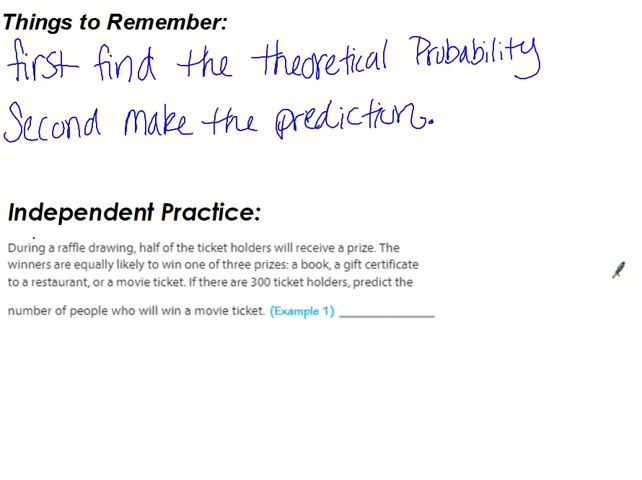 Things to Remember:
first find the theoretical Probability
Second make the prediction.
Independent Practice:
During a raffle drawing, half of the ticket holders will receive a prize. The
winners are equally likely to win one of three prizes: a book, a gift certificate
to a restaurant, or a movie ticket. If there are 300 ticket holders, predict the
number of people who will win a movie ticket. (Example 1) ____________